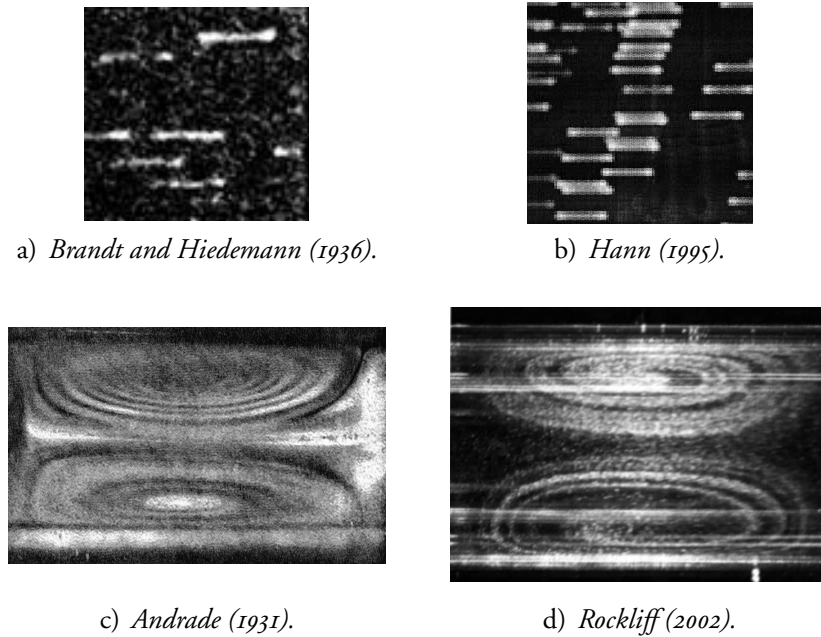 a) Brandt and Hiedemann (1936).
b) Hann (1995).
c) Andrade (1931).
d) Rockliff (2002).